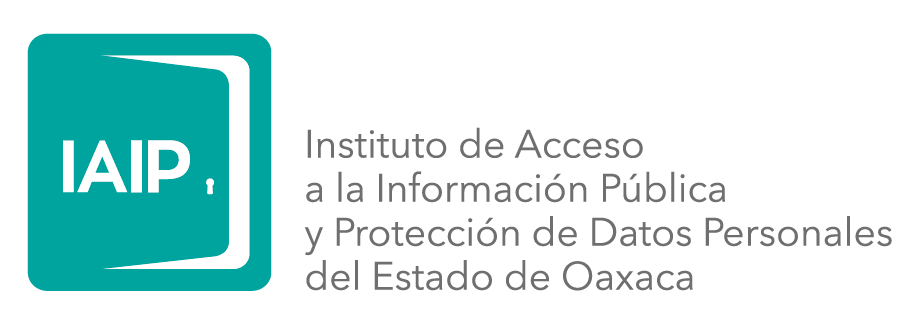 IAIP
Instituto de Acceso
a la Información Pública
y Protección de Datos Personales
del Estado de Oaxaca